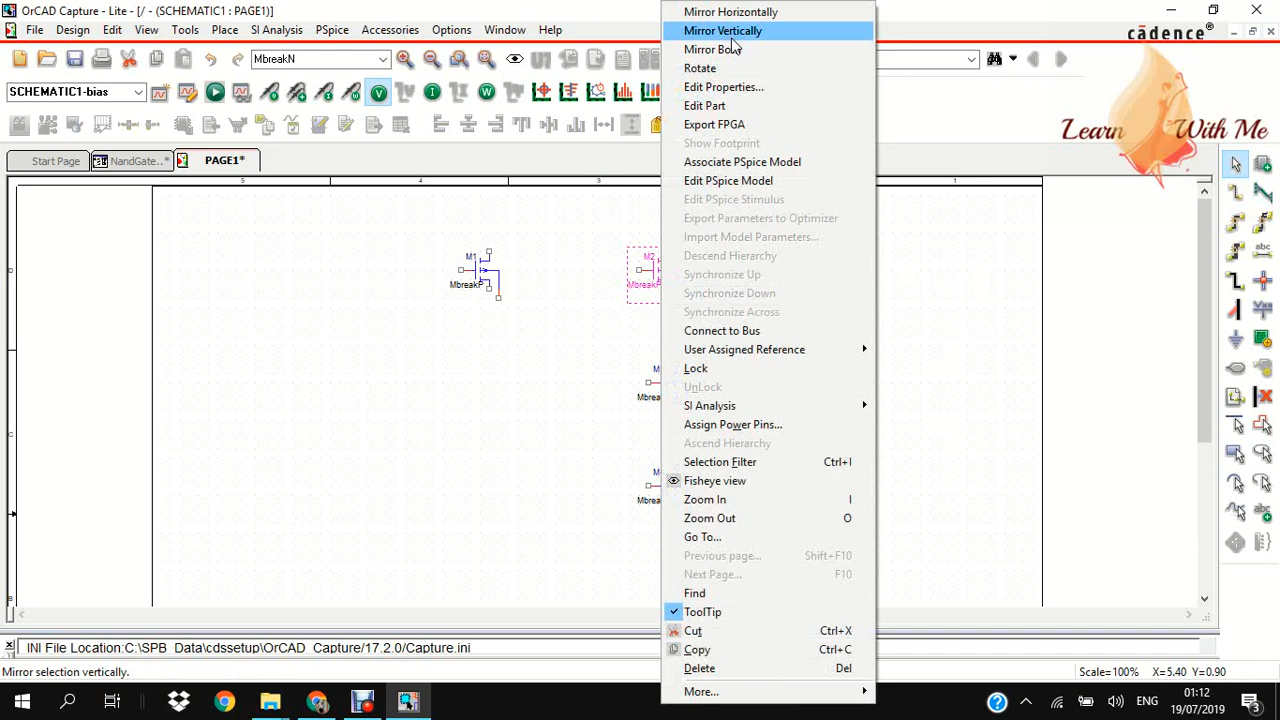 OrCAD Capture - Lite - [/ - (SCHEMATIC1 : PAGE1)]
File Design Edit View Tools Place SI Analysis PSpice Accessories Options Window Help
cādence
MbreakN
SCHEMATIC1-bias
Learn With Me
Start Page NandGate..* PAGE1*
5 4 3 1
Mirror Horizontally
Mirror Vertically
Mirror Both
Rotate
Edit Properties...
Edit Part
Export FPGA
Show Footprint
Associate PSpice Model
Edit PSpice Model
Edit PSpice Stimulus
Export Parameters to Optimizer
Import Model Parameters...
Descend Hierarchy
Synchronize Up
Synchronize Down
Synchronize Across
Connect to Bus
User Assigned Reference
Lock
UnLock
SI Analysis
Assign Power Pins...
Ascend Hierarchy
Selection Filter Ctrl+I
Fisheye view
Zoom In I
Zoom Out O
Go To...
Previous page... Shift+F10
Next Page... F10
Find
ToolTip
Cut Ctrl+X
Copy Ctrl+C
Delete Del
More...
M1
MbreakP
M2
D
C
B
INI File Location:C:\SPB_Data\cdssetup\OrCAD_Capture/17.2.0/Capture.ini
Mirror selection vertically.
Scale=100% X=5.40 Y=0.90
ENG
01:12
19/07/2019
3